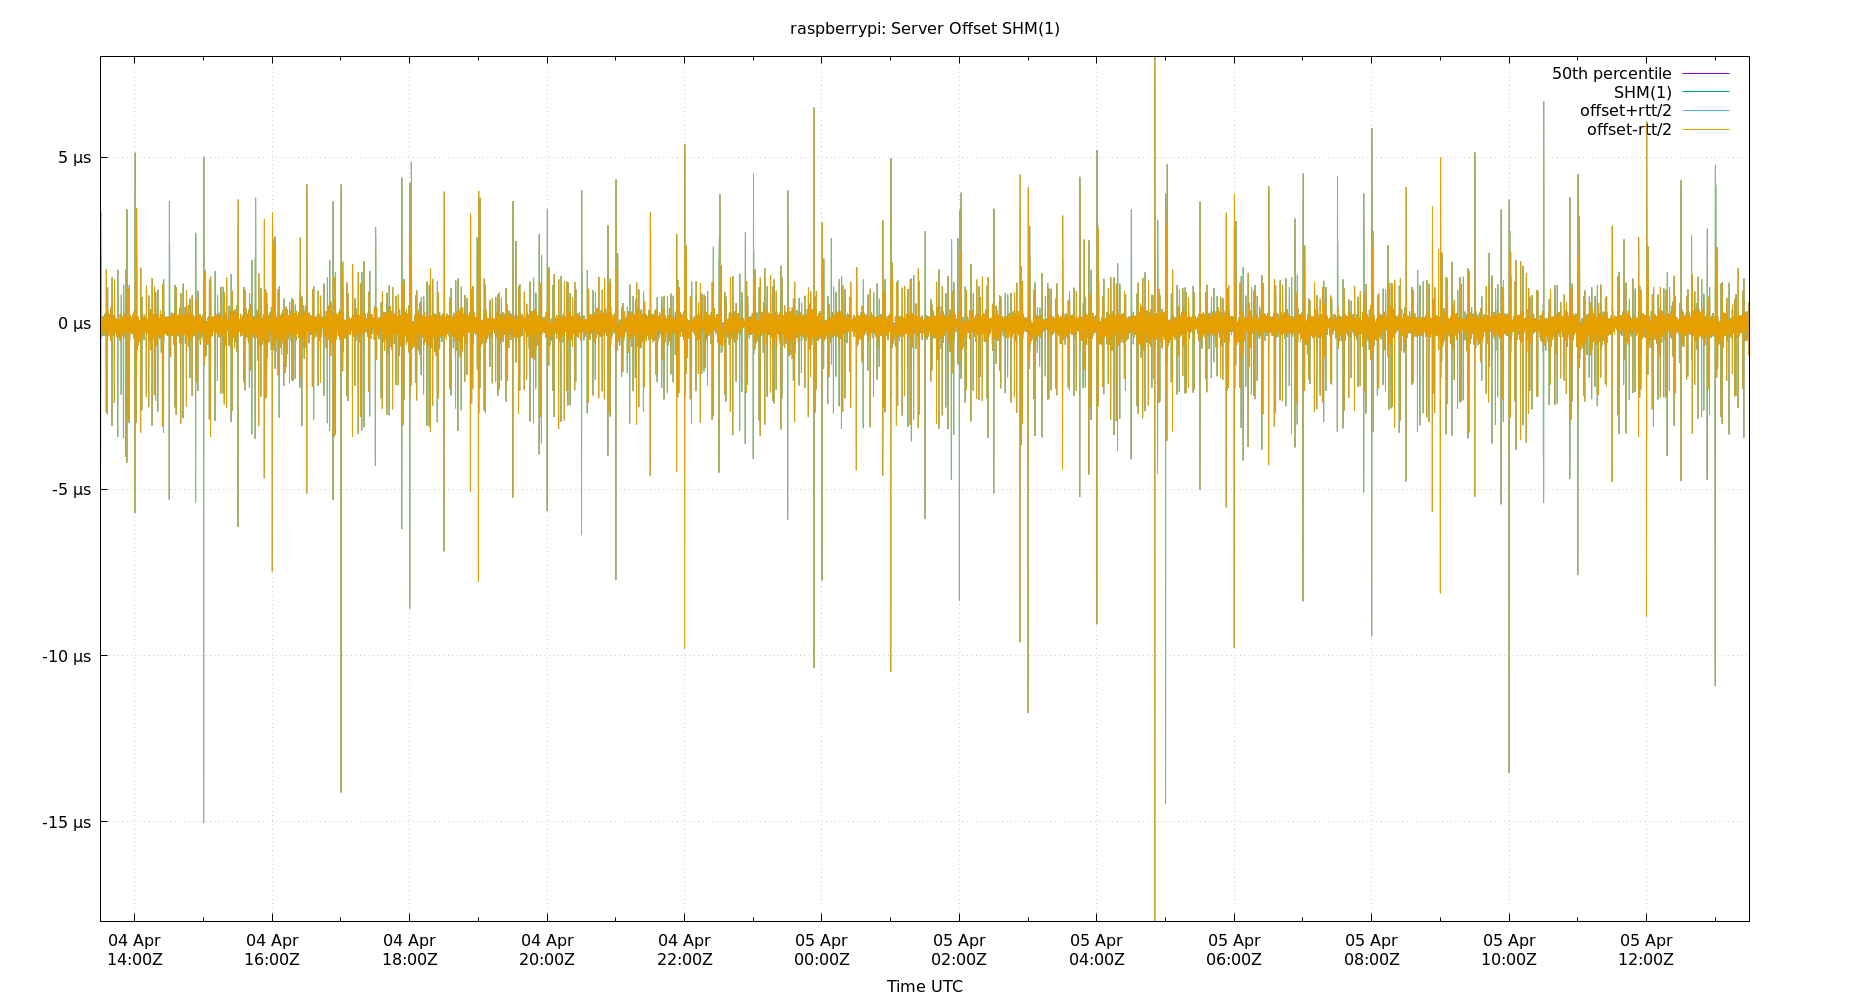 raspberrypi: Server Offset SHM(1)
50th percentile
SHM(1)
offset+rtt/2
offset-rtt/2
5 µs
0 µs
-5 µs
-10 µs
-15 µs
04 Apr 04 Apr 04 Apr 04 Apr 04 Apr 05 Apr 05 Apr 05 Apr 05 Apr 05 Apr 05 Apr 05 Apr
14:00Z 16:00Z 18:00Z 20:00Z 22:00Z 00:00Z 02:00Z 04:00Z 06:00Z 08:00Z 10:00Z 12:00Z
Time UTC